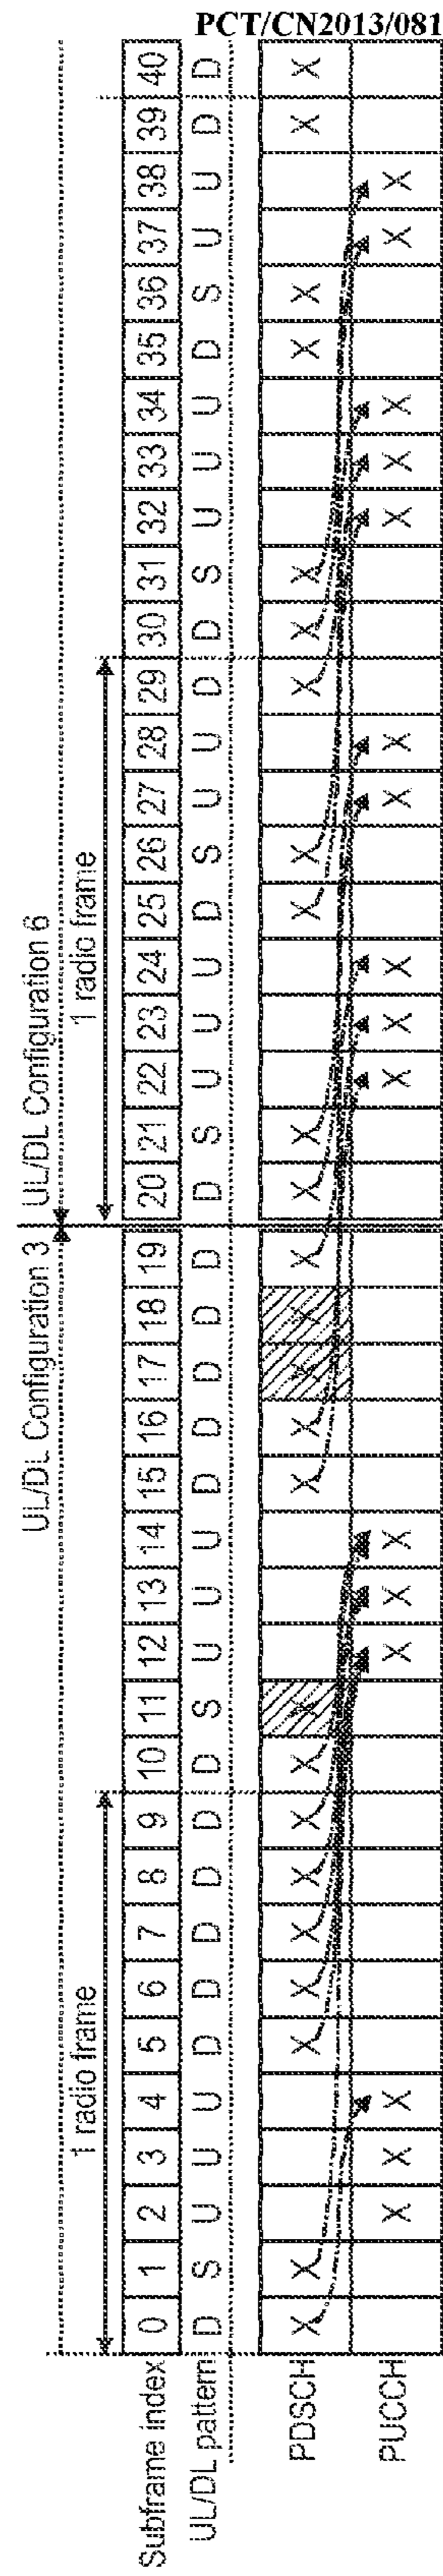 PCT/CN2013/081
UL/DL Configuration 3 UL/DL Configuration 6
1 radio frame 1 radio frame
Subframe index 0 1 2 3 4 5 6 7 8 9 10 11 12 13 14 15 16 17 18 19 20 21 22 23 24 25 26 27 28 29 30 31 32 33 34 35 36 37 38 39 40
UL/DL pattern D S U U U D D D D D D S U U U D D D D D D S U U U D S U U D D S U U U D S U U D D
PDSCH X X X X X X X X X X X X X X X X X X X X X X X X X
PUCCH X X X X X X X X X X X X X X X X